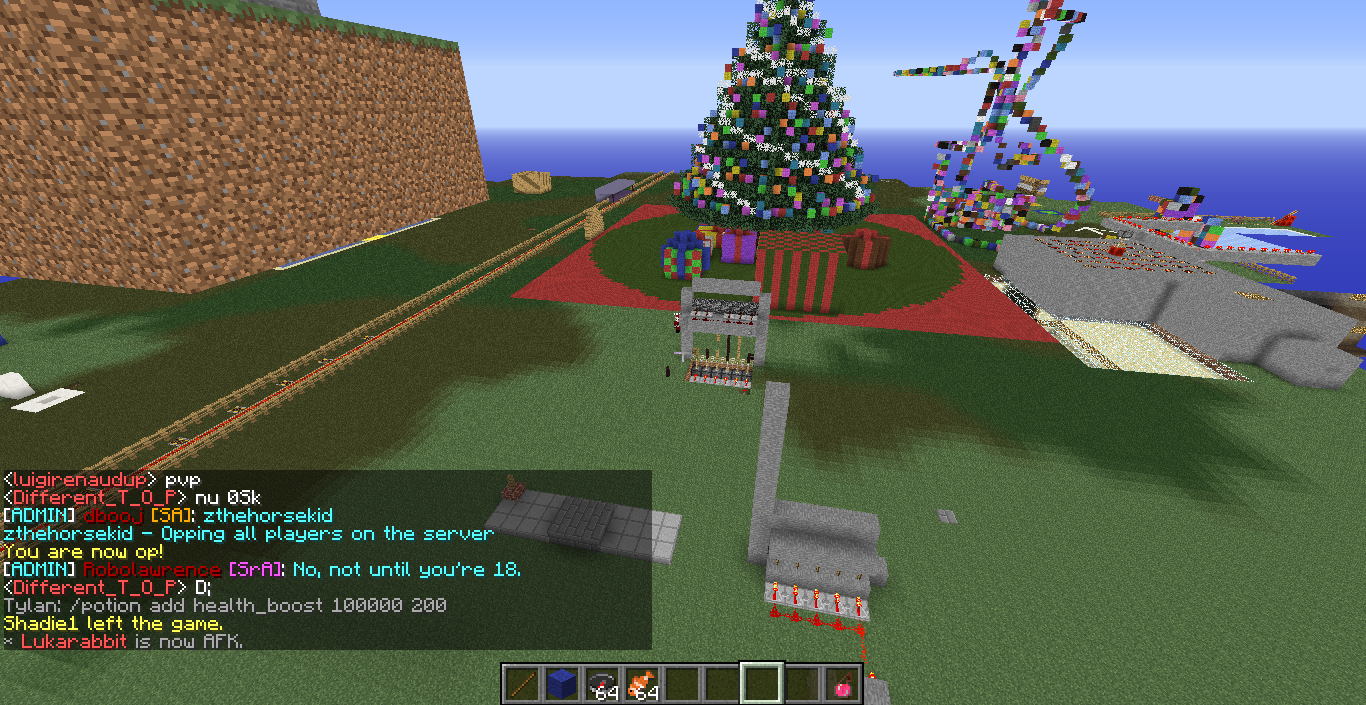 <luigirenaudup> pvp
<Different_T_O_P> nu 0Sk
[ADMIN] dbooj [SA]: zthehorsekid
zthehorsekid - Opping all players on the server
You are now op!
[ADMIN] Robolawrence [SrA]: No, not until you're 18.
<Different_T_O_P> D;
Tylan: /potion add health_boost 100000 200
Shadie1 left the game.
* Lukarabbit is now AFK.
64 64